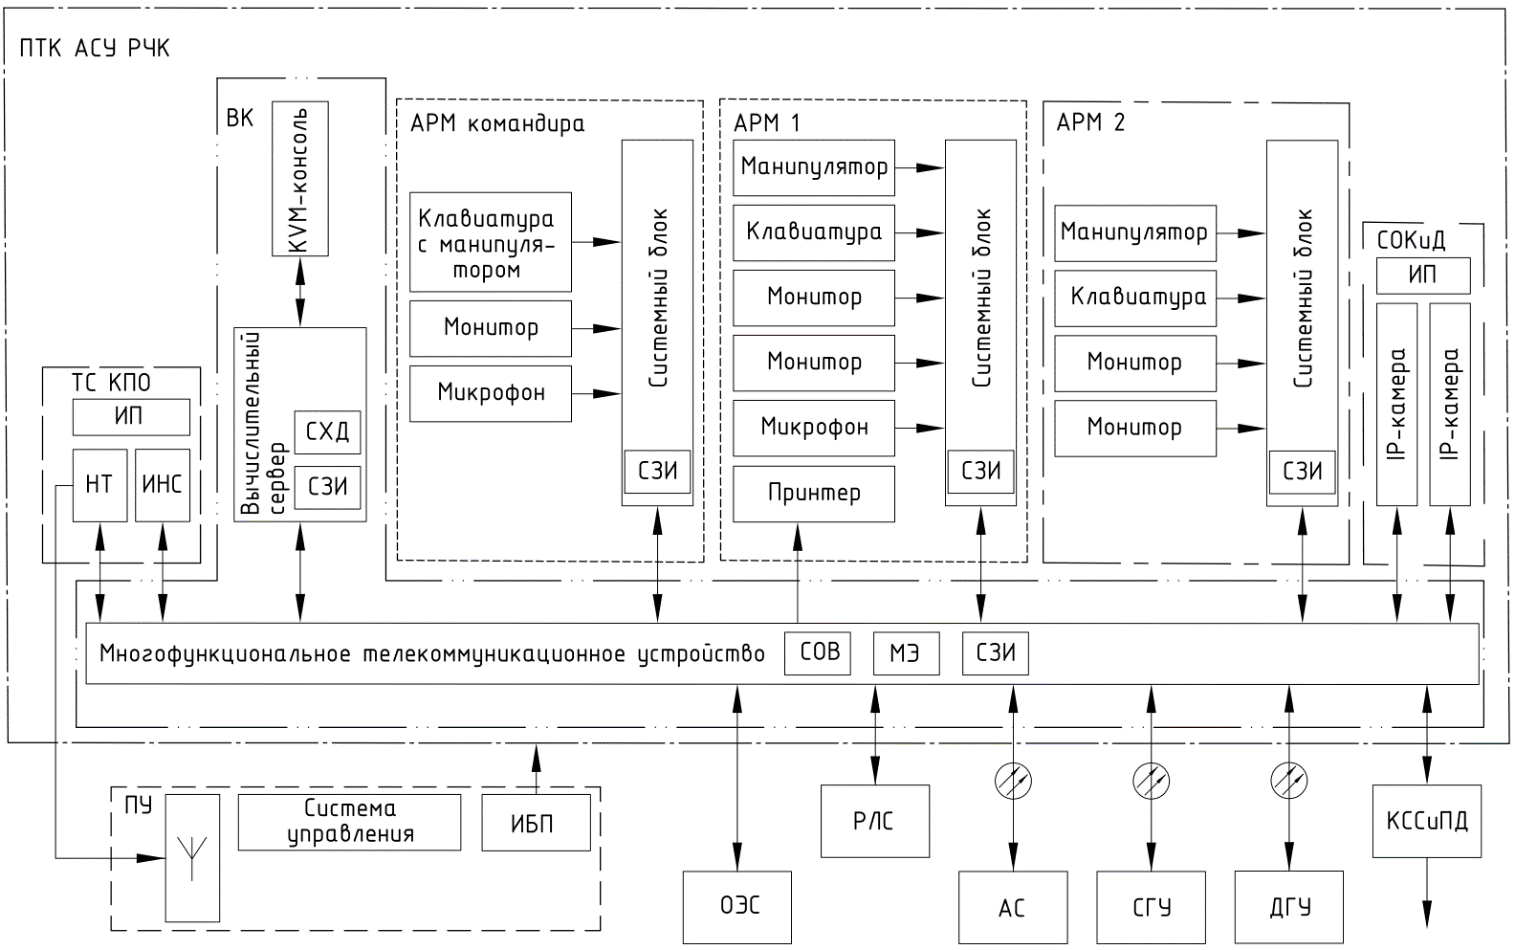 ПТК АСУ РЧК
ВК
KVM-консоль
Вычислительный
сервер
СХД
СЗИ
ТС КПО
ИП
НТ
ИНС
АРМ командира
Клавиатура
с манипуля-
тором
Монитор
Микрофон
Системный блок
СЗИ
АРМ 1
Манипулятор
Клавиатура
Монитор
Монитор
Микрофон
Принтер
Системный блок
СЗИ
АРМ 2
Манипулятор
Клавиатура
Монитор
Монитор
Системный блок
СЗИ
СОКиД
ИП
IP-камера
IP-камера
Многофункциональное телекоммуникационное устройство
СОВ
МЭ
СЗИ
ПУ
Система
управления
ИБП
ОЭС
РЛС
АС
СГУ
ДГУ
КССиПД